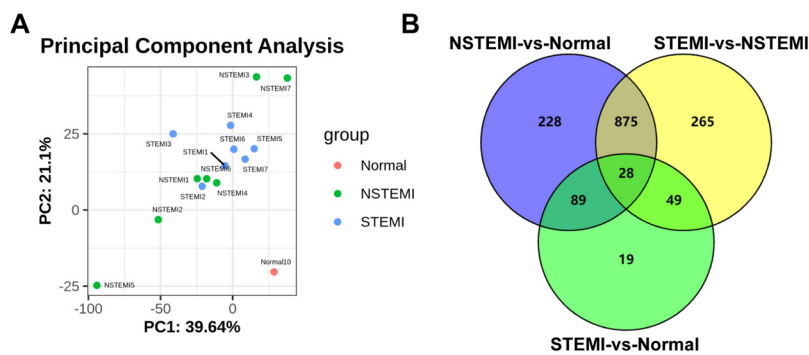 A
Principal Component Analysis
NSTEMI3
NSTEMI7
STEMI4
STEMI3
STEMI6
STEMI5
STEMI1
NSTEMI6
STEMI7
NSTEMI1
NSTEMI4
STEMI2
NSTEMI2
Normal10
NSTEMI5
25
0
-25
-100
-50
0
PC2: 21.1%
PC1: 39.64%
group
Normal
NSTEMI
STEMI
B
NSTEMI-vs-Normal
STEMI-vs-NSTEMI
228
875
265
28
89
49
19
STEMI-vs-Normal